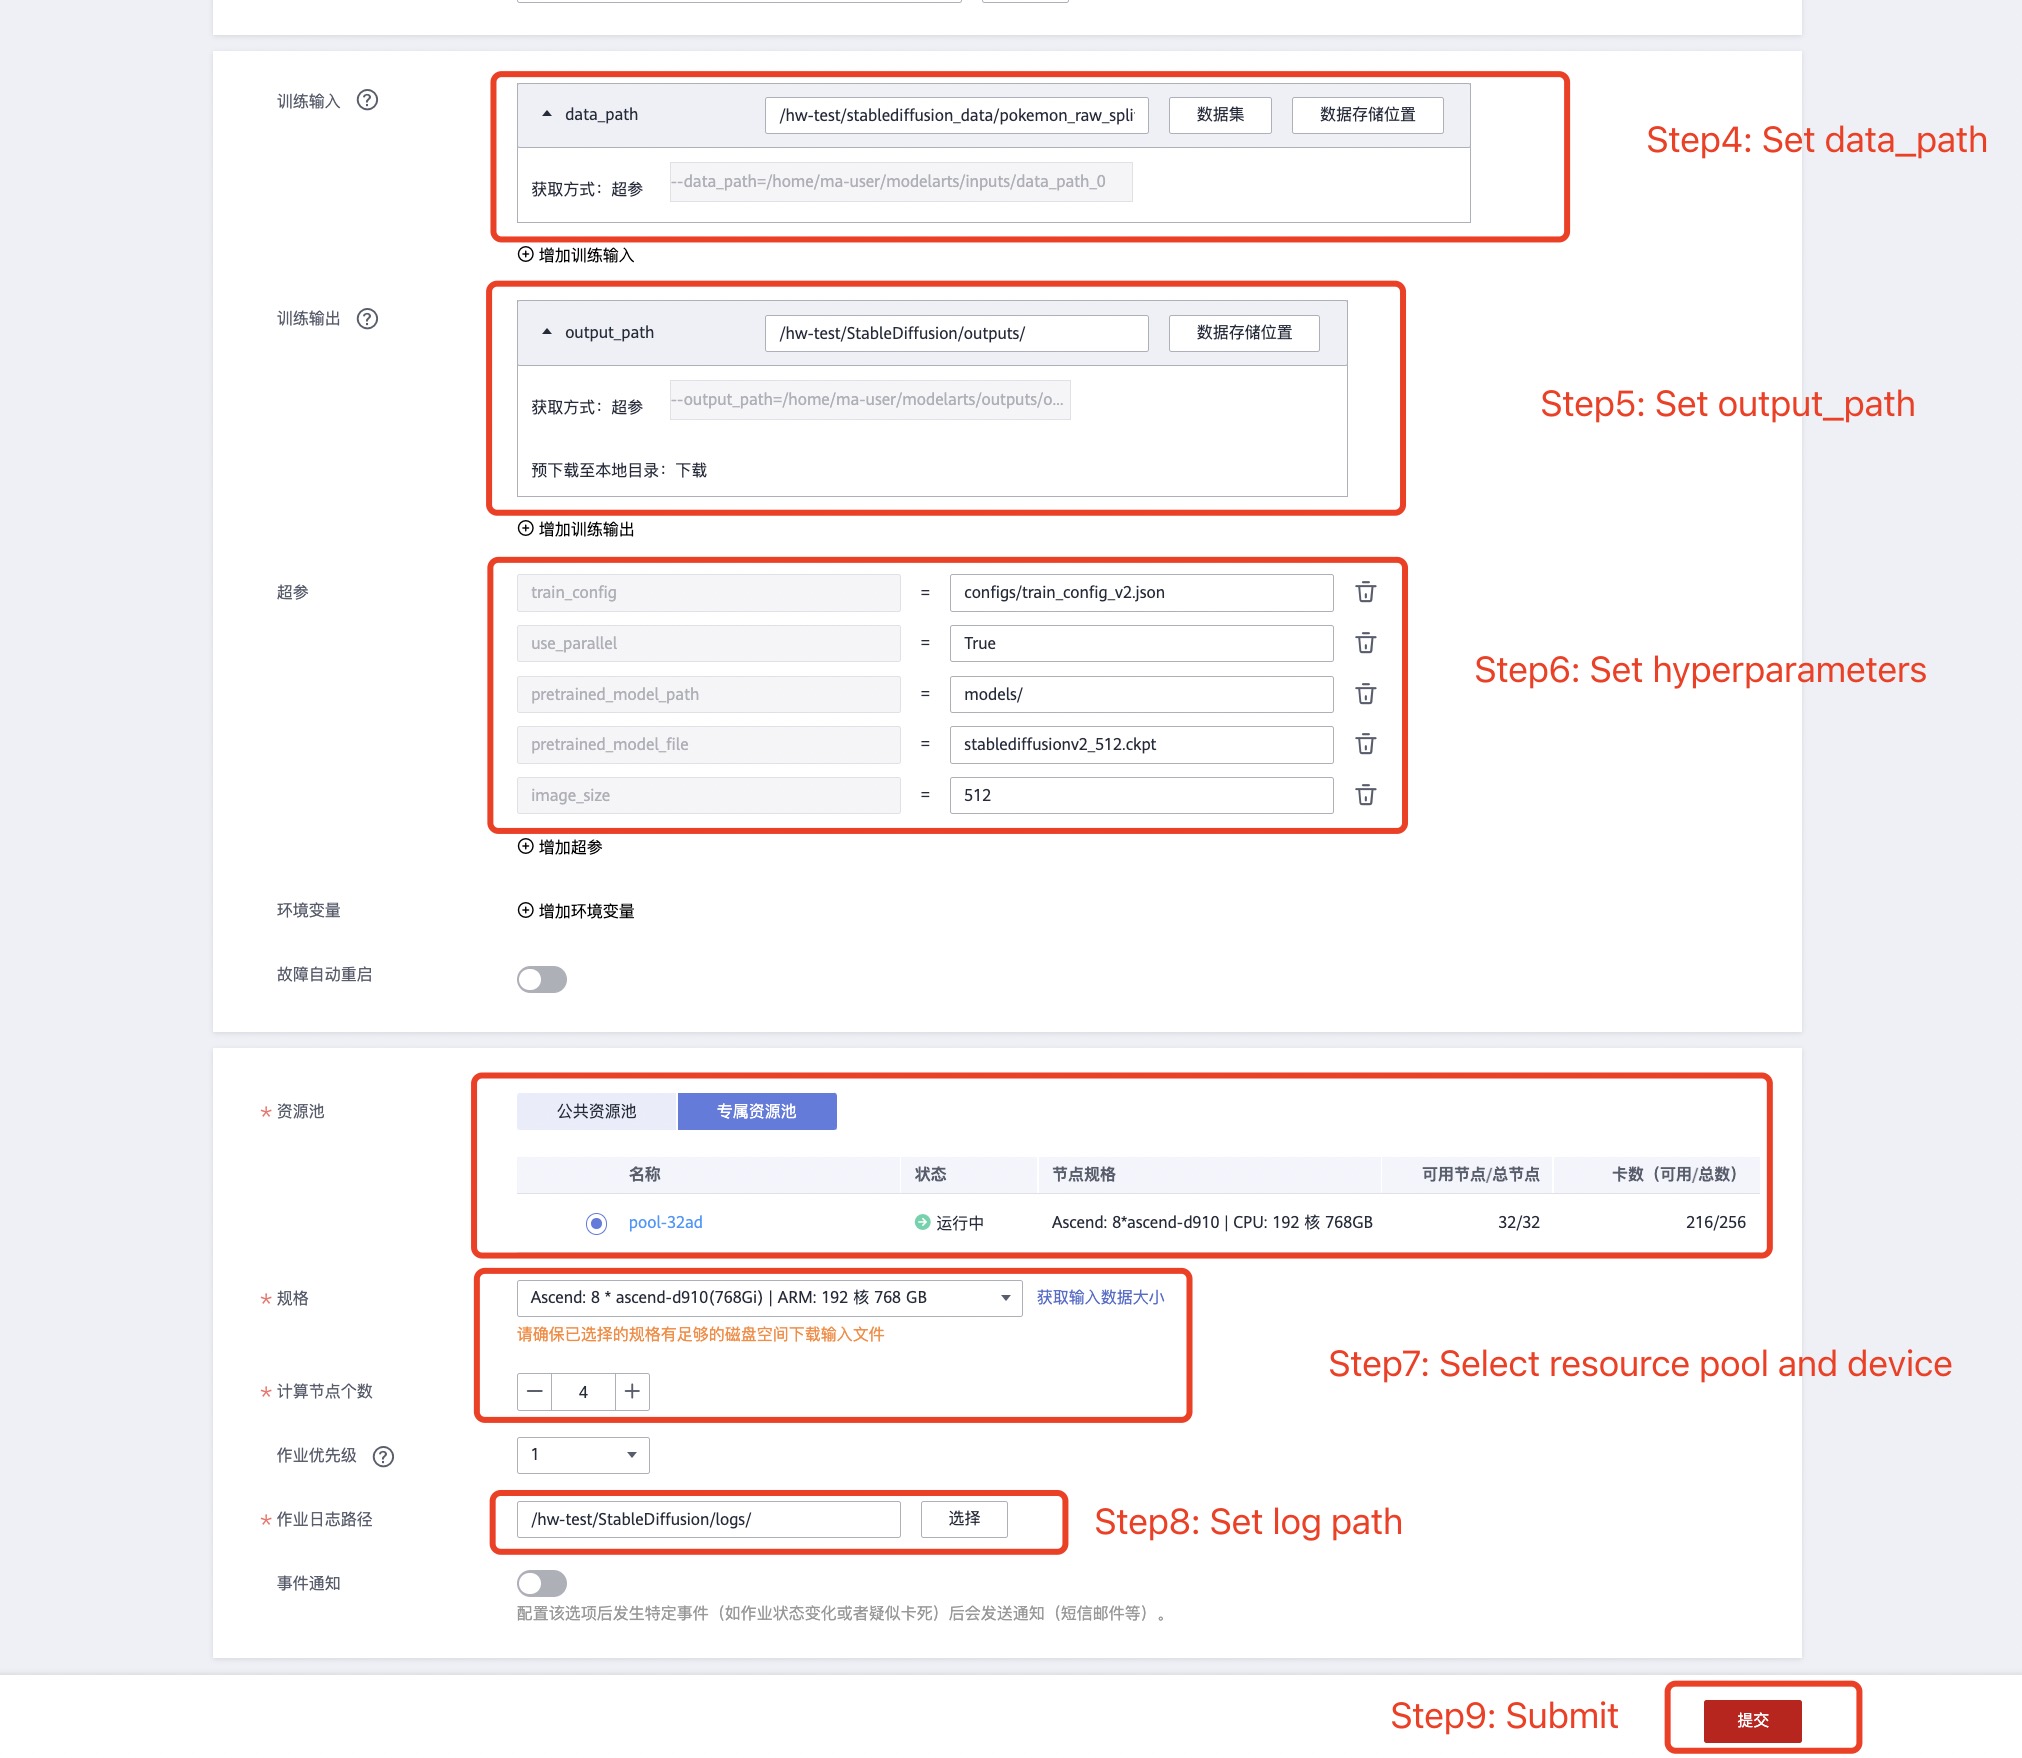 训练输入 ?
data_path /hw-test/stablediffusion_data/pokemon_raw_spli 数据集 数据存储位置
Step4: Set data_path
获取方式：超参 --data_path=/home/ma-user/modelarts/inputs/data_path_0
增加训练输入
训练输出 ?
output_path /hw-test/StableDiffusion/outputs/ 数据存储位置
获取方式：超参 --output_path=/home/ma-user/modelarts/outputs/o...
Step5: Set output_path
预下载至本地目录：下载
增加训练输出
超参
train_config = configs/train_config_v2.json
use_parallel = True
Step6: Set hyperparameters
pretrained_model_path = models/
pretrained_model_file = stablediffusionv2_512.ckpt
image_size = 512
增加超参
环境变量 增加环境变量
故障自动重启
* 资源池 公共资源池 专属资源池
名称 状态 节点规格 可用节点/总节点 卡数（可用/总数）
pool-32ad 运行中 Ascend: 8*ascend-d910 | CPU: 192 核 768GB 32/32 216/256
* 规格 Ascend: 8 * ascend-d910(768Gi) | ARM: 192 核 768 GB 获取输入数据大小
请确保已选择的规格有足够的磁盘空间下载输入文件
Step7: Select resource pool and device
* 计算节点个数 — 4 +
作业优先级 ? 1
* 作业日志路径 /hw-test/StableDiffusion/logs/ 选择
Step8: Set log path
事件通知
配置该选项后发生特定事件（如作业状态变化或者疑似卡死）后会发送通知（短信邮件等）。
Step9: Submit 提交